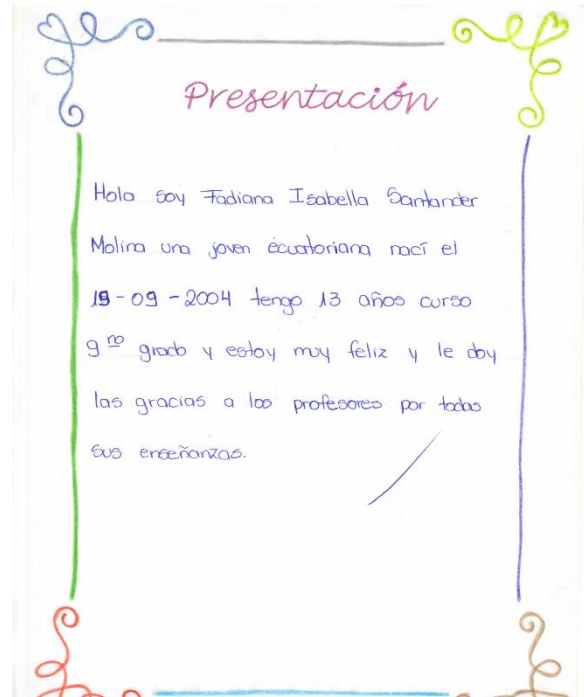 Presentación
Hola soy Fadiana Isabella Santander
Molina una joven écuatoriana nací el
19-09-2004 tengo 13 años curso
9no grado y estoy muy feliz y le doy
las gracias a los profesores por todas
sus enseñanzas.